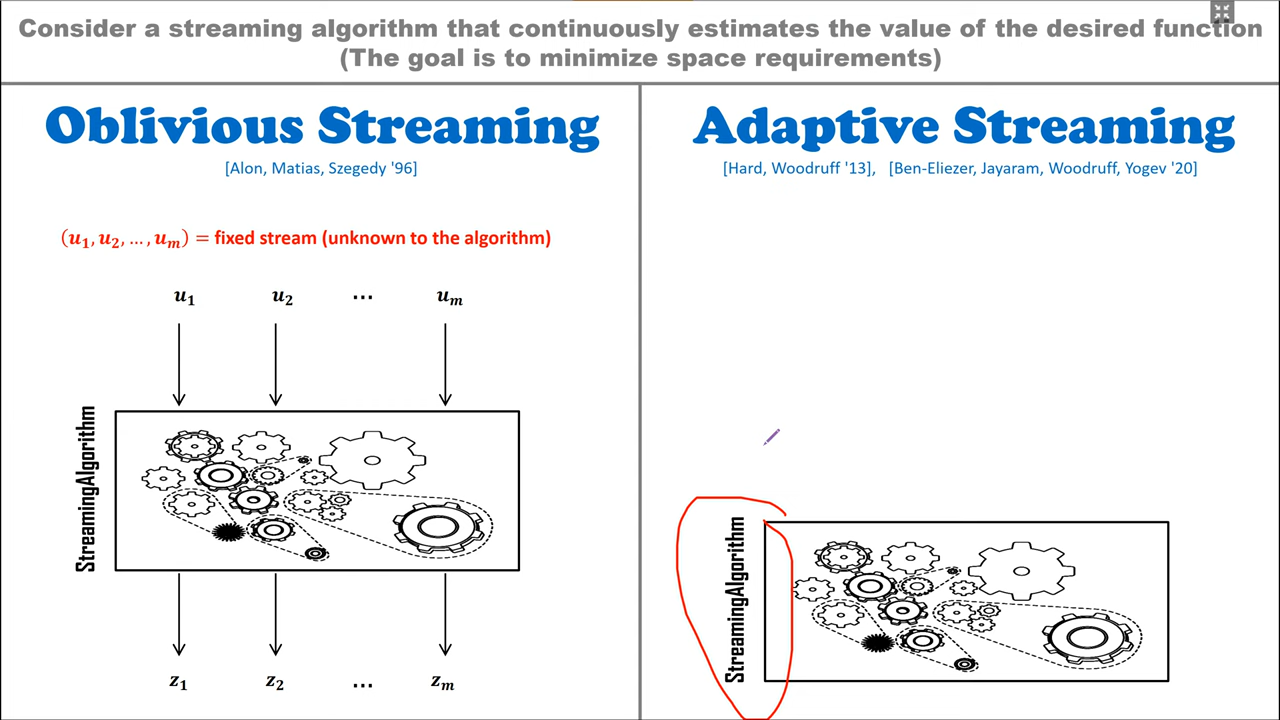 Consider a streaming algorithm that continuously estimates the value of the desired function
(The goal is to minimize space requirements)
Oblivious Streaming
[Alon, Matias, Szegedy '96]
(u₁, u₂, ..., uₘ) = fixed stream (unknown to the algorithm)
u₁ u₂ ... uₘ
StreamingAlgorithm
z₁ z₂ ... zₘ
Adaptive Streaming
[Hard, Woodruff '13], [Ben-Eliezer, Jayaram, Woodruff, Yogev '20]
StreamingAlgorithm